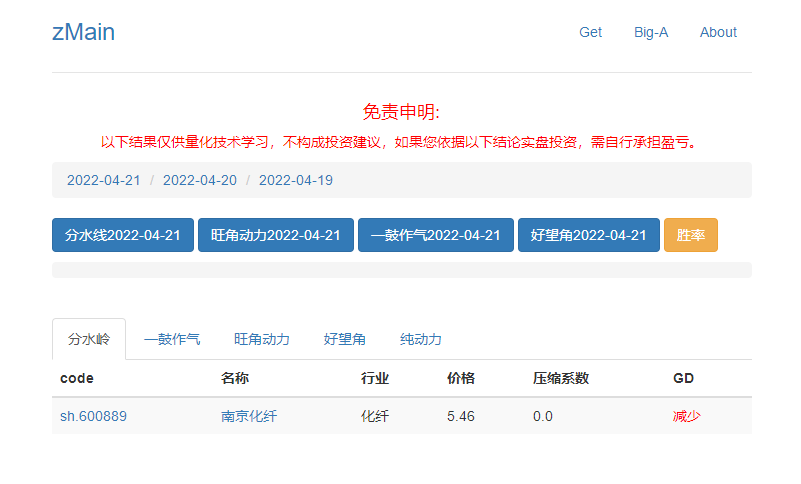 zMain Get Big-A About
免责申明:
以下结果仅供量化技术学习，不构成投资建议，如果您依据以下结论实盘投资，需自行承担盈亏。
2022-04-21 / 2022-04-20 / 2022-04-19
分水线2022-04-21 旺角动力2022-04-21 一鼓作气2022-04-21 好望角2022-04-21 胜率
分水岭 一鼓作气 旺角动力 好望角 纯动力
code 名称 行业 价格 压缩系数 GD
sh.600889 南京化纤 化纤 5.46 0.0 减少